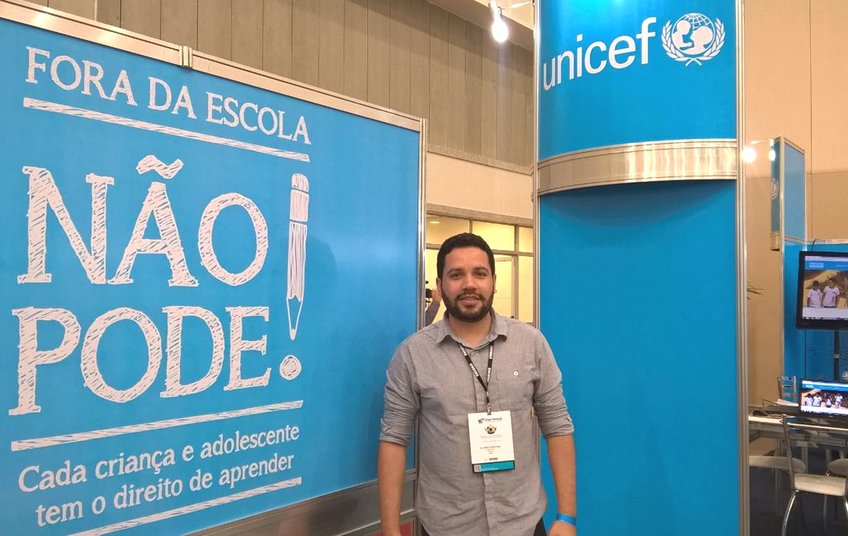 FORA DA ESCOLA
NÃO
PODE!
Cada criança e adolescente
tem o direito de aprender
unicef